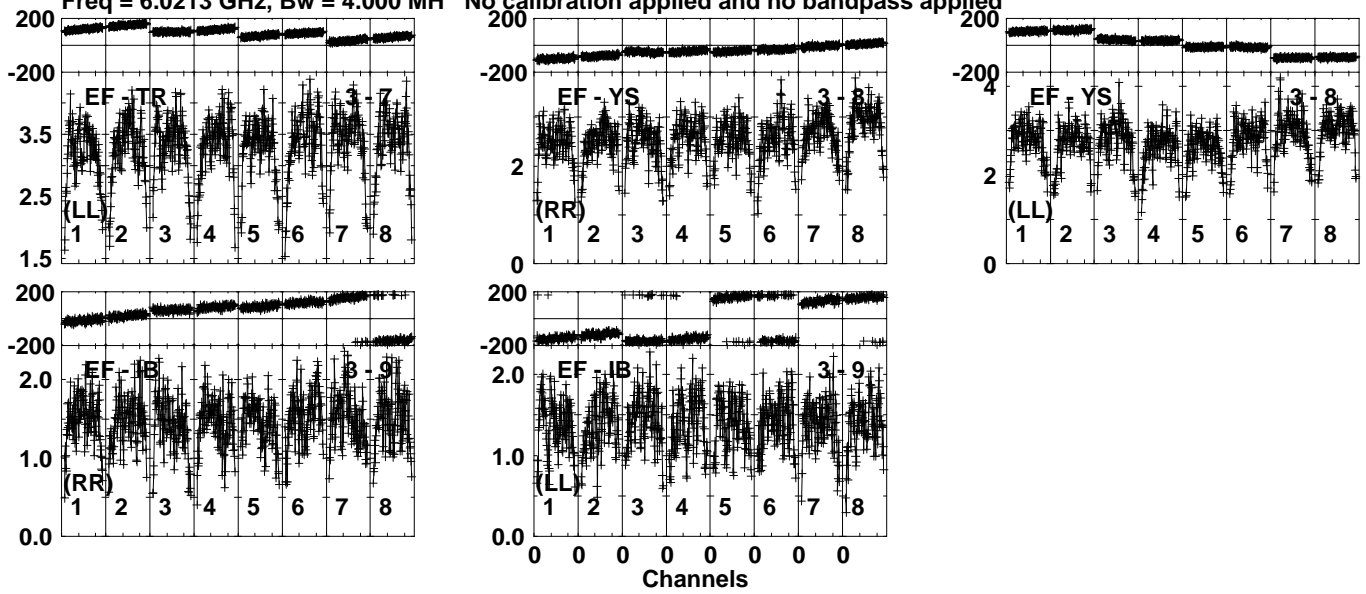 Freq = 6.0213 GHz, Bw = 4.000 MH No calibration applied and no bandpass applied
200
-200
EF - TR 3 - 7
3.5
2.5
(LL)
1 2 3 4 5 6 7 8
1.5
200
-200
EF - YS 3 - 8
2
(RR)
1 2 3 4 5 6 7 8
0
200
-200
4
EF - YS 3 - 8
2
(LL)
1 2 3 4 5 6 7 8
0
200
-200
EF - IB 3 - 9
2.0
1.0
(RR)
1 2 3 4 5 6 7 8
0.0
200
-200
EF - IB 3 - 9
2.0
1.0
(LL)
1 2 3 4 5 6 7 8
0.0
0 0 0 0 0 0 0 0
Channels